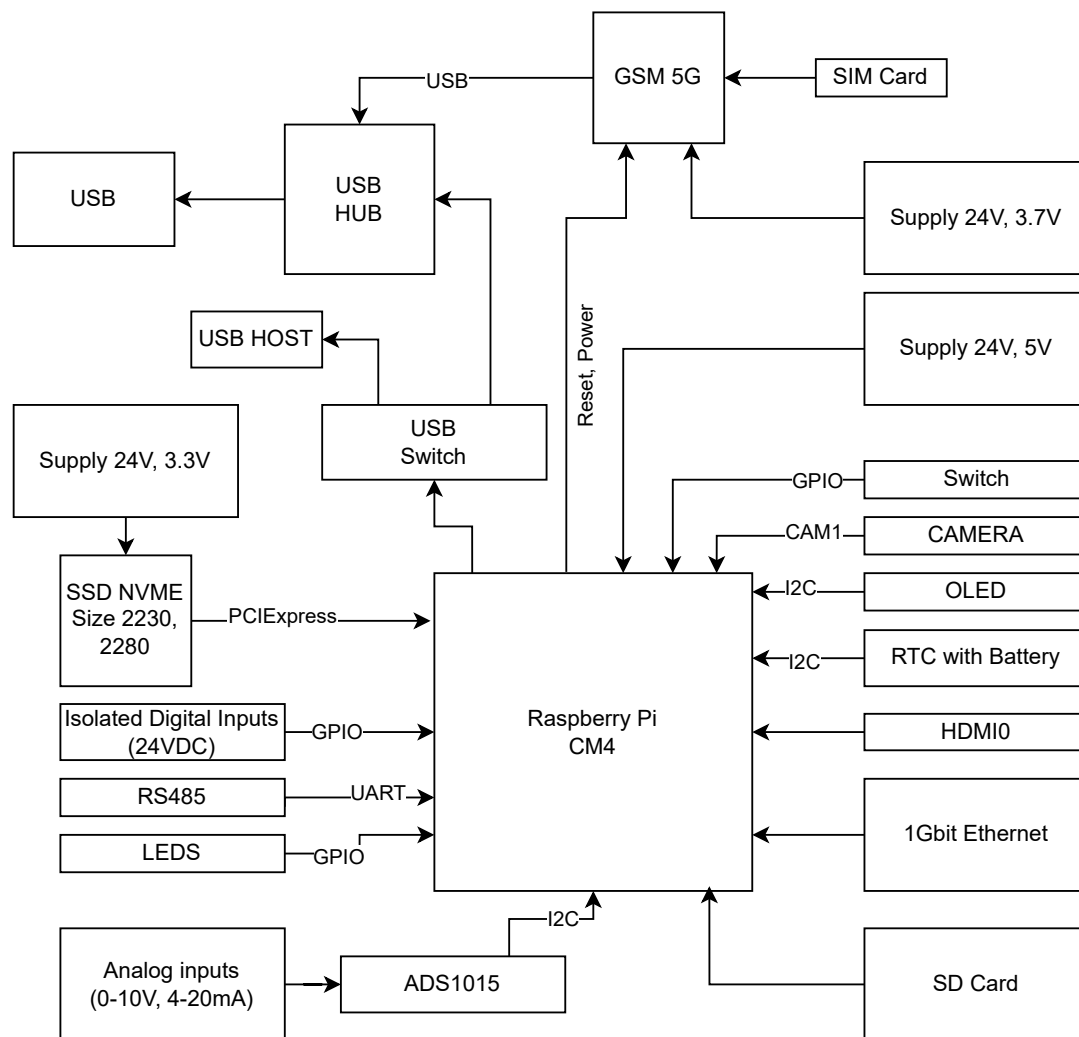 GSM 5G
SIM Card
USB
USB
USB
HUB
Supply 24V, 3.7V
USB HOST
Reset, Power
Supply 24V, 5V
USB
Switch
Supply 24V, 3.3V
GPIO
Switch
CAM1
CAMERA
SSD NVME
Size 2230,
2280
PCIExpress
I2C
OLED
I2C
RTC with Battery
Raspberry Pi
CM4
Isolated Digital Inputs
(24VDC)
GPIO
HDMI0
RS485
UART
LEDS
GPIO
1Gbit Ethernet
I2C
Analog inputs
(0-10V, 4-20mA)
ADS1015
SD Card